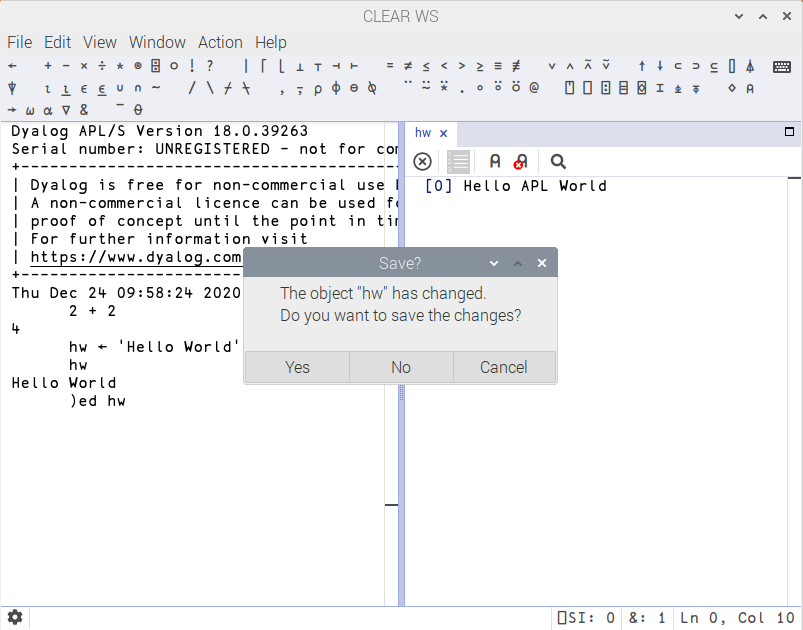 CLEAR WS
File Edit View Window Action Help
← + - × ÷ * ⍟ ⌹ ○ ! ? | ⌈ ⌊ ⊥ ⊤ ⊣ ⊢ = ≠ ≤ < > ≥ ≡ ≢ ∨ ∧ ⍲ ⍱ ↑ ↓ ⊂ ⊃ ⊆ ⌷ ⍋
⍒ ⍳ ⍸ ∊ ⍷ ∪ ∩ ~ / \ ⌿ ⍀ , ⍪ ⍴ ⌽ ⊖ ⍉ ¨ ⍨ ⍣ . ∘ ⍤ ⍥ @ ⍞ ⎕ ⍠ ⌸ ⌺ ⌶ ⍎ ⍕ ⋄ ⍝
→ ⍵ ⍺ ∇ & ¯ ⍬
Dyalog APL/S Version 18.0.39263
Serial number: UNREGISTERED - not for com
+----------------------------------------
| Dyalog is free for non-commercial use
| A non-commercial licence can be used fo
| proof of concept until the point in tim
| For further information visit
| https://www.dyalog.com
+-------------------------
Thu Dec 24 09:58:24 2020
2 + 2
4
hw ← 'Hello World'
hw
Hello World
)ed hw
hw ×
[0] Hello APL World
Save?
The object "hw" has changed.
Do you want to save the changes?
Yes No Cancel
⎕SI: 0 &: 1 Ln 0, Col 10